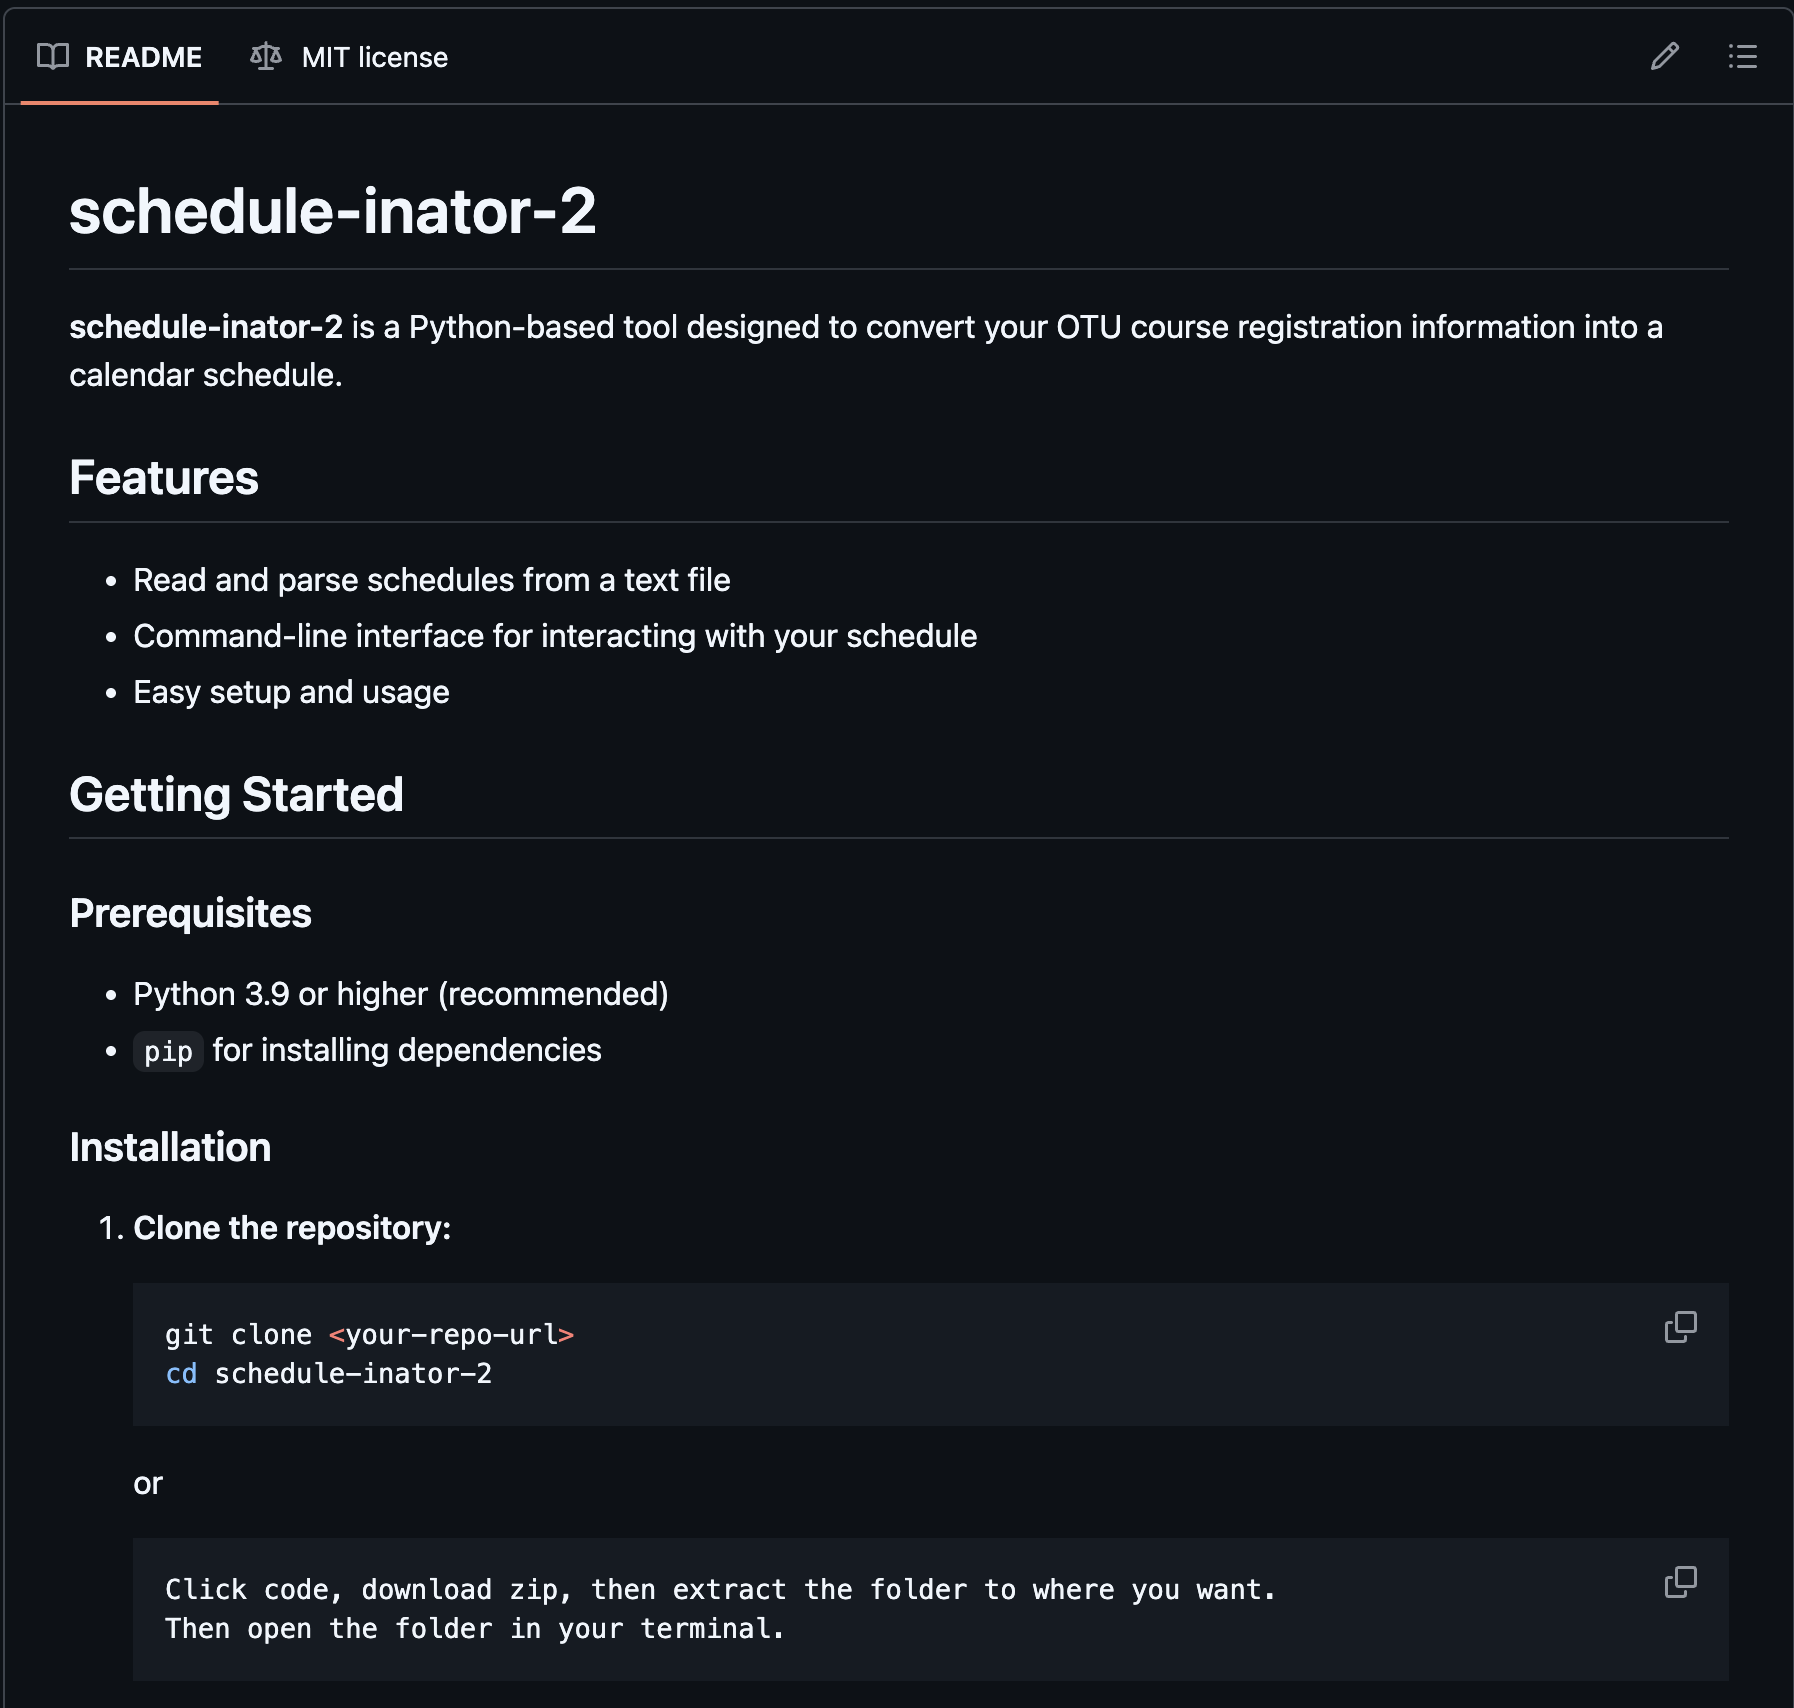 README
MIT license
schedule-inator-2
schedule-inator-2 is a Python-based tool designed to convert your OTU course registration information into a
calendar schedule.
Features
• Read and parse schedules from a text file
• Command-line interface for interacting with your schedule
• Easy setup and usage
Getting Started
Prerequisites
• Python 3.9 or higher (recommended)
• pip for installing dependencies
Installation
1. Clone the repository:
git clone <your-repo-url>
cd schedule-inator-2
or
Click code, download zip, then extract the folder to where you want.
Then open the folder in your terminal.